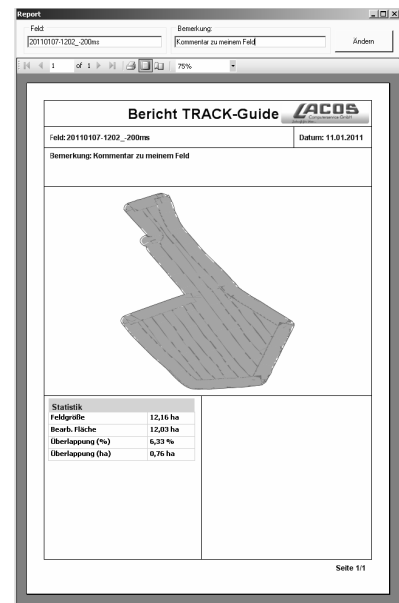 Report
Feld:
Bemerkung:
20110107-1202_-200ms
Kommentar zu meinem Feld
Ändern
1 of 1
75%
Bericht TRACK-Guide
LACOS
Computerservice GmbH
Feld: 20110107-1202_-200ms
Datum: 11.01.2011
Bemerkung: Kommentar zu meinem Feld
Statistik
Feldgröße 12,16 ha
Bearb. Fläche 12,03 ha
Überlappung (%) 6,33 %
Überlappung (ha) 0,76 ha
Seite 1/1